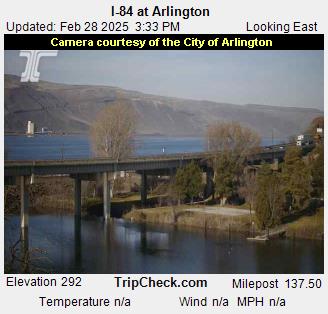 I-84 at Arlington
Updated: Feb 28 2025 3:33 PM Looking East
Camera courtesy of the City of Arlington
Elevation 292 TripCheck.com Milepost 137.50
Temperature n/a Wind n/a MPH n/a